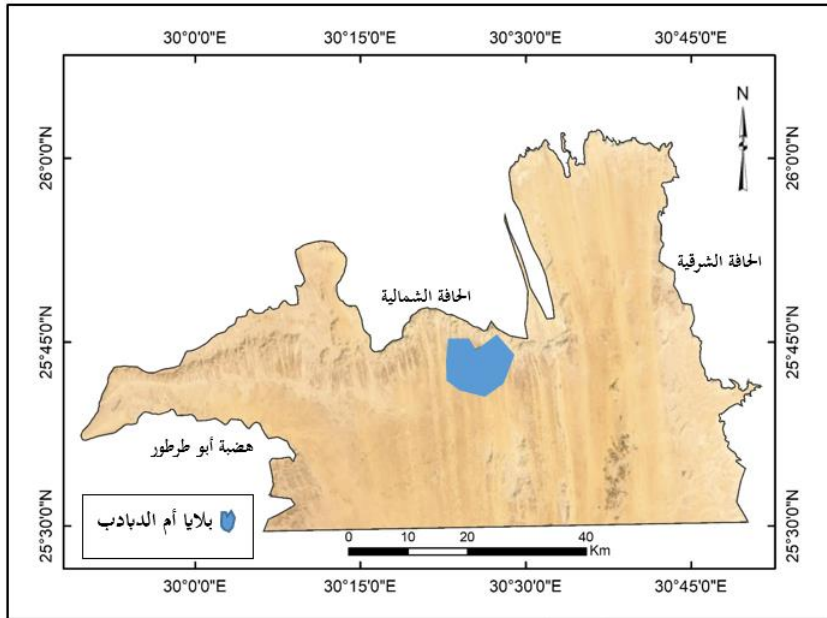 30°0'0"E 30°15'0"E 30°30'0"E 30°45'0"E
N
26°0'0"N 26°0'0"N
الحافة الشرقية
الحافة الشمالية
25°45'0"N 25°45'0"N
هضبة أبو طرطور
بلايا أم الدبادب
25°30'0"N 25°30'0"N
0 10 20 40
Km
30°0'0"E 30°15'0"E 30°30'0"E 30°45'0"E